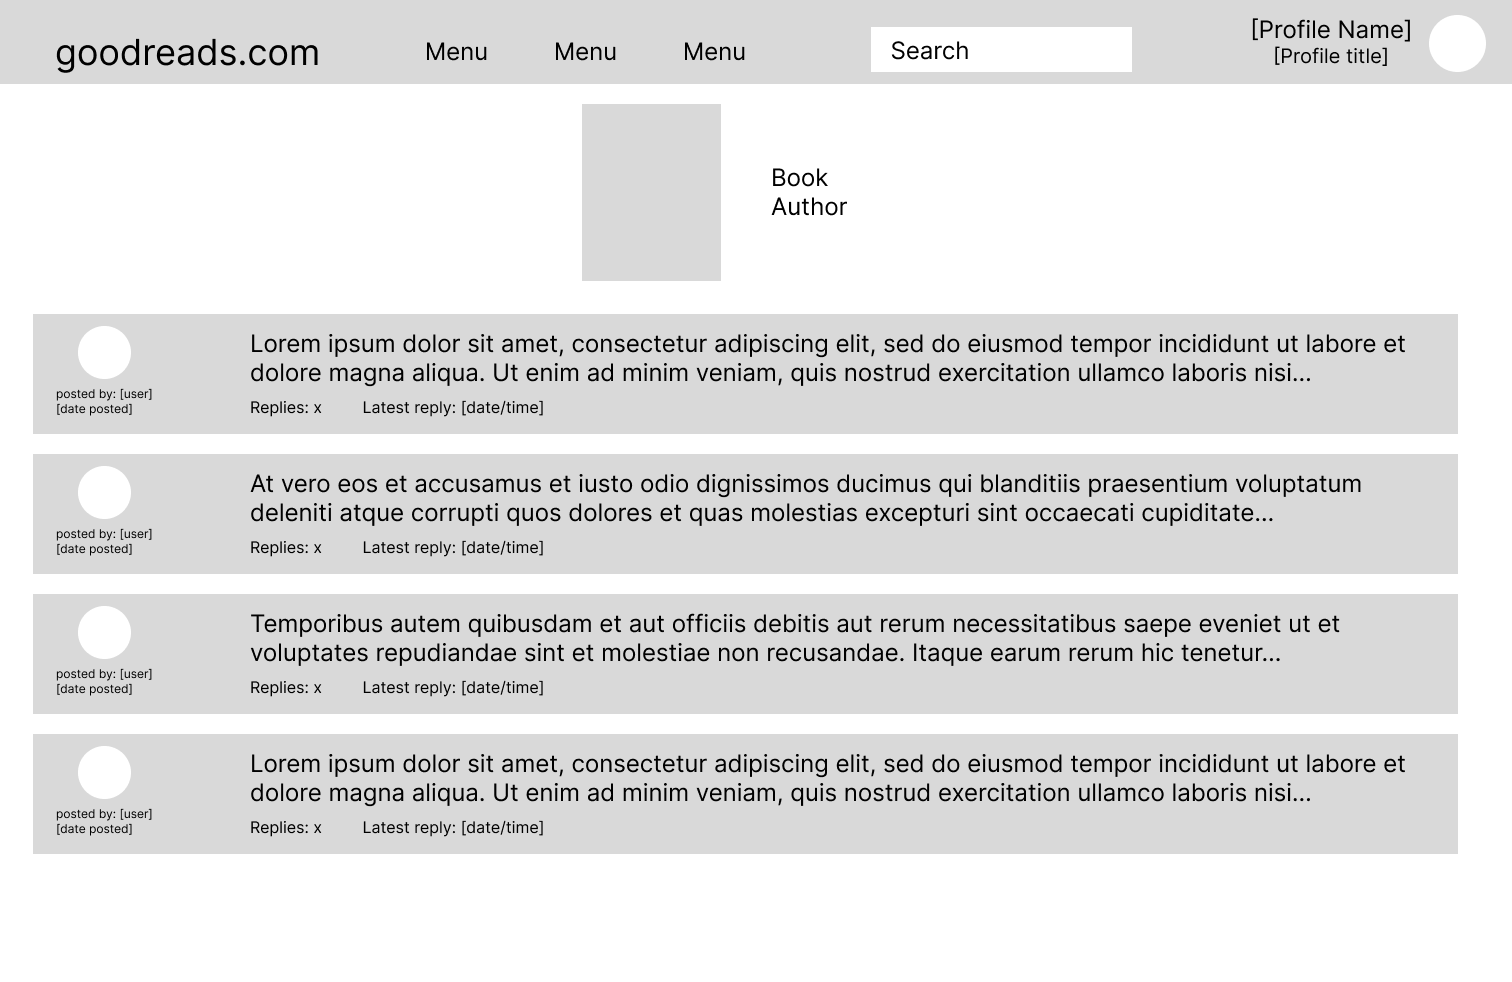 goodreads.com
Menu
Menu
Menu
Search
[Profile Name]
[Profile title]
Book
Author
posted by: [user]
[date posted]
Lorem ipsum dolor sit amet, consectetur adipiscing elit, sed do eiusmod tempor incididunt ut labore et
dolore magna aliqua. Ut enim ad minim veniam, quis nostrud exercitation ullamco laboris nisi...
Replies: x Latest reply: [date/time]
posted by: [user]
[date posted]
At vero eos et accusamus et iusto odio dignissimos ducimus qui blanditiis praesentium voluptatum
deleniti atque corrupti quos dolores et quas molestias excepturi sint occaecati cupiditate...
Replies: x Latest reply: [date/time]
posted by: [user]
[date posted]
Temporibus autem quibusdam et aut officiis debitis aut rerum necessitatibus saepe eveniet ut et
voluptates repudiandae sint et molestiae non recusandae. Itaque earum rerum hic tenetur...
Replies: x Latest reply: [date/time]
posted by: [user]
[date posted]
Lorem ipsum dolor sit amet, consectetur adipiscing elit, sed do eiusmod tempor incididunt ut labore et
dolore magna aliqua. Ut enim ad minim veniam, quis nostrud exercitation ullamco laboris nisi...
Replies: x Latest reply: [date/time]